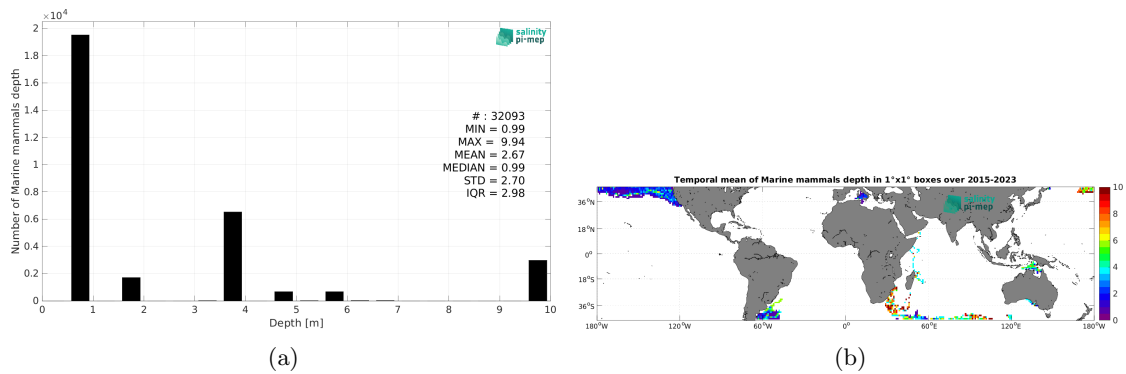 ×10⁴
2
1.8
1.6
1.4
1.2
1
0.8
0.6
0.4
0.2
0
Number of Marine mammals depth
salinity
pi-mep
# : 32093
MIN = 0.99
MAX = 9.94
MEAN = 2.67
MEDIAN = 0.99
STD = 2.70
IQR = 2.98
0 1 2 3 4 5 6 7 8 9 10
Depth [m]
(a)
Temporal mean of Marine mammals depth in 1°x1° boxes over 2015-2023
salinity
pi-mep
36°N
18°N
0°
18°S
36°S
180°W 120°W 60°W 0° 60°E 120°E 180°W
10
8
6
4
2
0
(b)